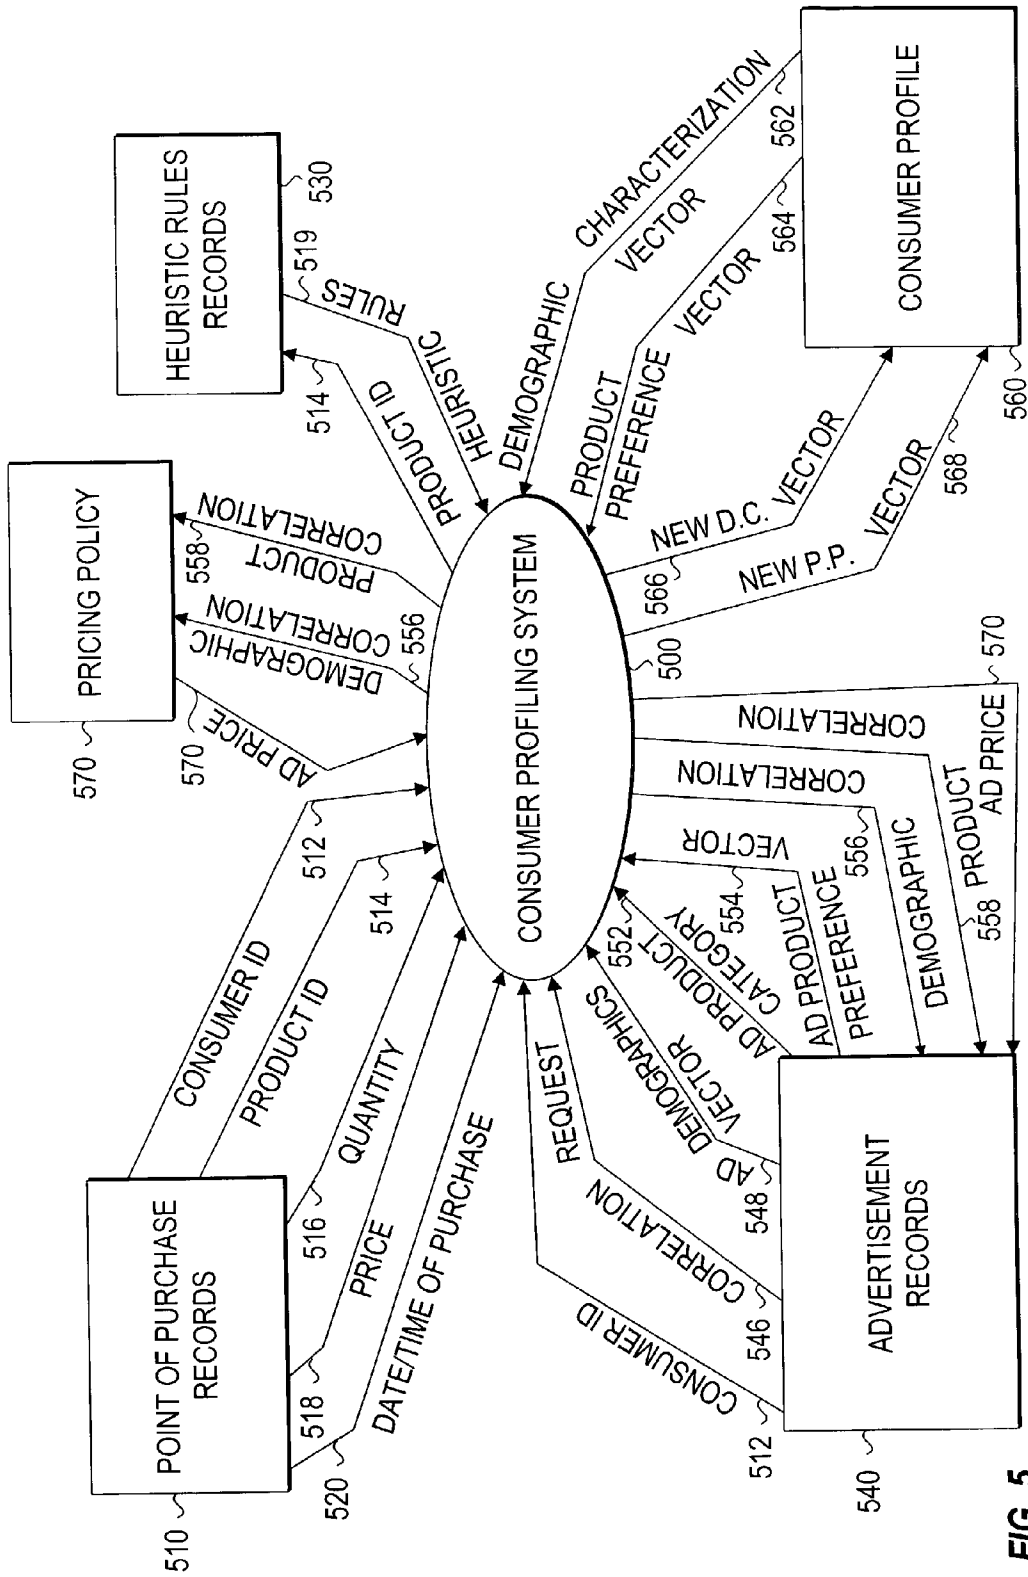 POINT OF PURCHASE
RECORDS
510
CONSUMER ID
512
PRODUCT ID
514
QUANTITY
516
PRICE
518
DATE/TIME OF PURCHASE
520
PRICING POLICY
570
AD PRICE
570
DEMOGRAPHIC
CORRELATION
556
PRODUCT
CORRELATION
558
HEURISTIC RULES
RECORDS
530
PRODUCT ID
514
HEURISTIC
RULES
519
CONSUMER PROFILING SYSTEM
500
ADVERTISEMENT
RECORDS
540
CONSUMER ID
512
CORRELATION
REQUEST
546
AD DEMOGRAPHICS
VECTOR
548
AD PRODUCT
CATEGORY
552
AD PRODUCT
PREFERENCE
VECTOR
554
DEMOGRAPHIC
CORRELATION
556
PRODUCT
CORRELATION
558
AD PRICE
570
DEMOGRAPHIC
CHARACTERIZATION
VECTOR
562
PRODUCT
PREFERENCE
VECTOR
564
NEW D.C.
VECTOR
566
NEW P.P.
VECTOR
568
CONSUMER PROFILE
560
FIG. 5